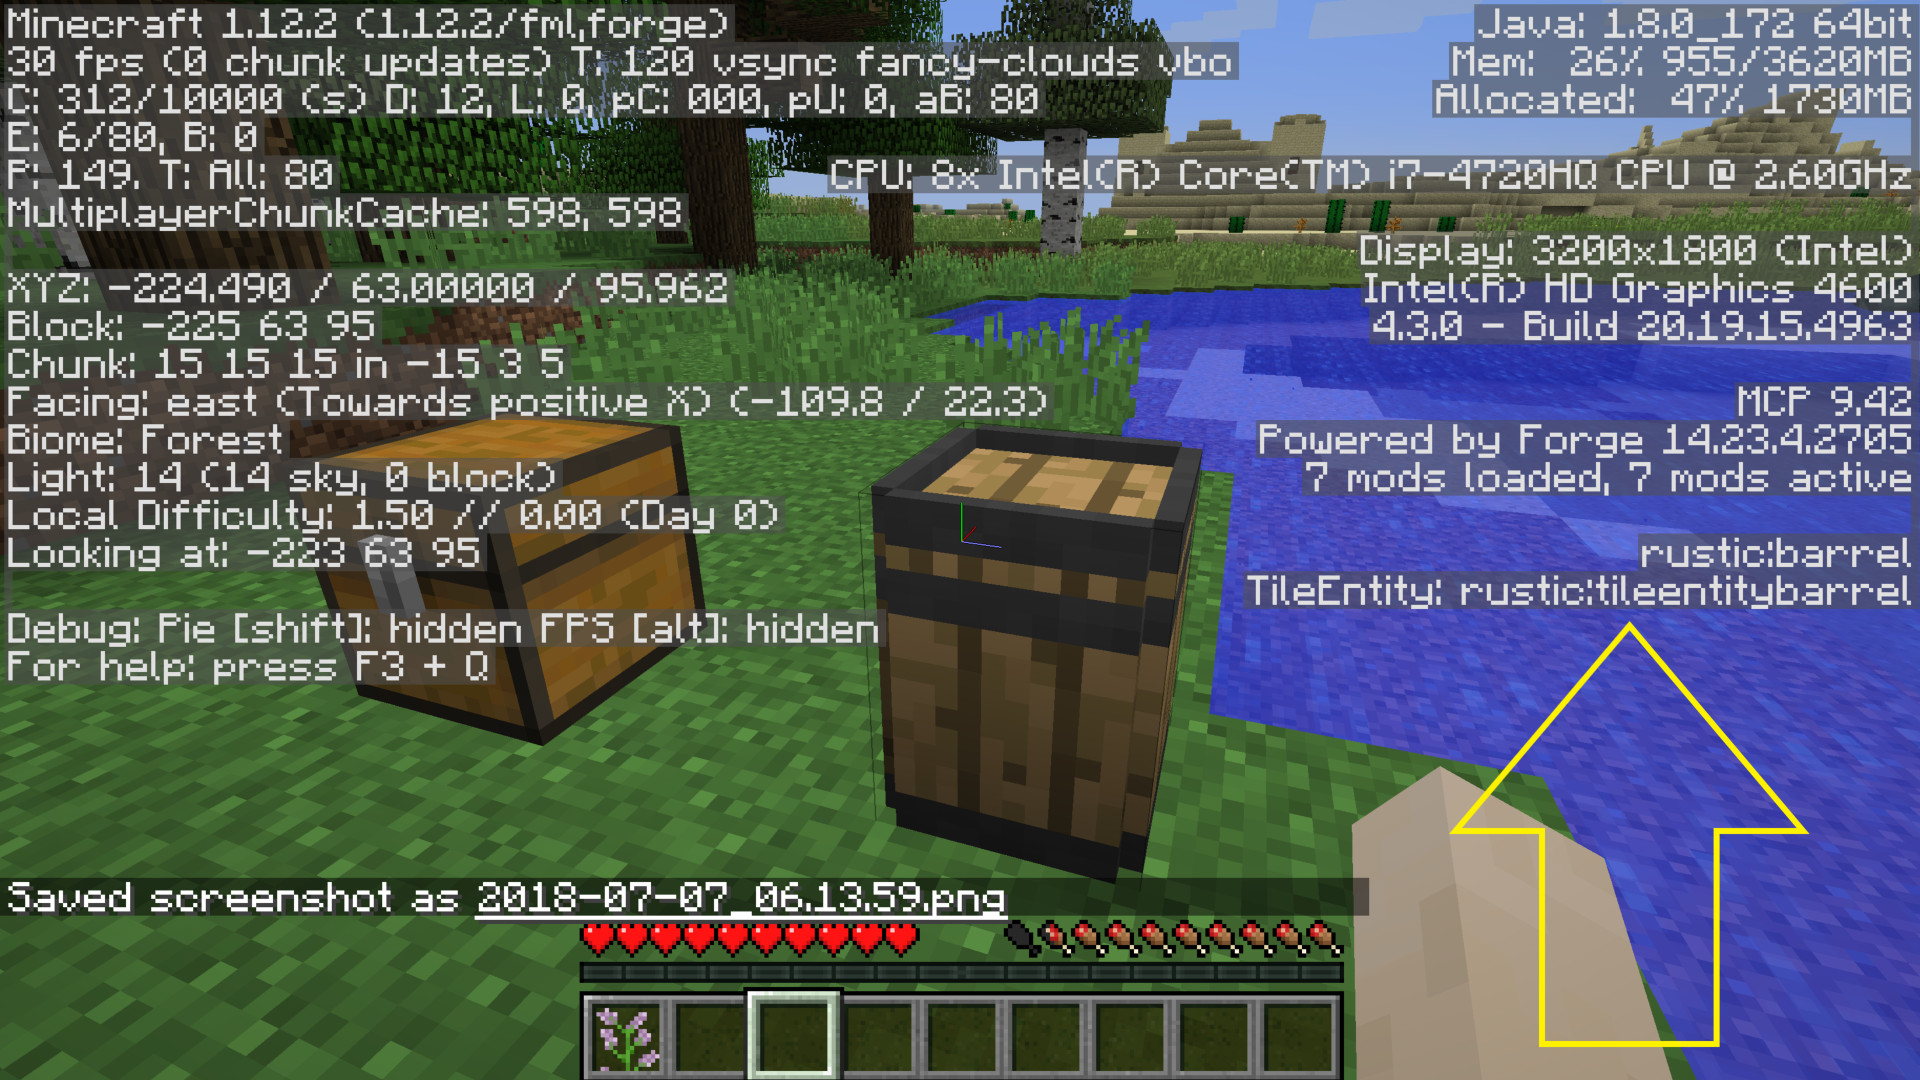 Minecraft 1.12.2 (1.12.2/fml,forge)
30 fps (0 chunk updates) T: 120 vsync fancy-clouds vbo
C: 312/10000 (s) D: 12, L: 0, pC: 000, pU: 0, aB: 80
E: 6/80, B: 0
P: 149. T: All: 80
MultiplayerChunkCache: 598, 598
XYZ: -224.490 / 63.00000 / 95.962
Block: -225 63 95
Chunk: 15 15 15 in -15 3 5
Facing: east (Towards positive X) (-109.8 / 22.3)
Biome: Forest
Light: 14 (14 sky, 0 block)
Local Difficulty: 1.50 // 0.00 (Day 0)
Looking at: -223 63 95
Debug: Pie [shift]: hidden FPS [alt]: hidden
For help: press F3 + Q
Java: 1.8.0_172 64bit
Mem: 26% 955/3620MB
Allocated: 47% 1730MB
CPU: 8x Intel(R) Core(TM) i7-4720HQ CPU @ 2.60GHz
Display: 3200x1800 (Intel)
Intel(R) HD Graphics 4600
4.3.0 - Build 20.19.15.4963
MCP 9.42
Powered by Forge 14.23.4.2705
7 mods loaded, 7 mods active
rustic:barrel
TileEntity: rustic:tileentitybarrel
Saved screenshot as 2018-07-07_06.13.59.png